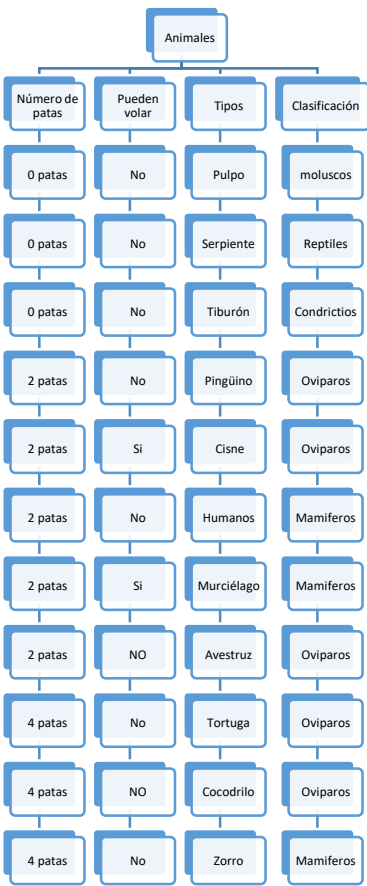 Animales
Número de patas
Pueden volar
Tipos
Clasificación
0 patas
No
Pulpo
moluscos
0 patas
No
Serpiente
Reptiles
0 patas
No
Tiburón
Condrictios
2 patas
No
Pingüino
Oviparos
2 patas
Si
Cisne
Oviparos
2 patas
No
Humanos
Mamiferos
2 patas
Si
Murciélago
Mamiferos
2 patas
NO
Avestruz
Oviparos
4 patas
No
Tortuga
Oviparos
4 patas
NO
Cocodrilo
Oviparos
4 patas
No
Zorro
Mamiferos